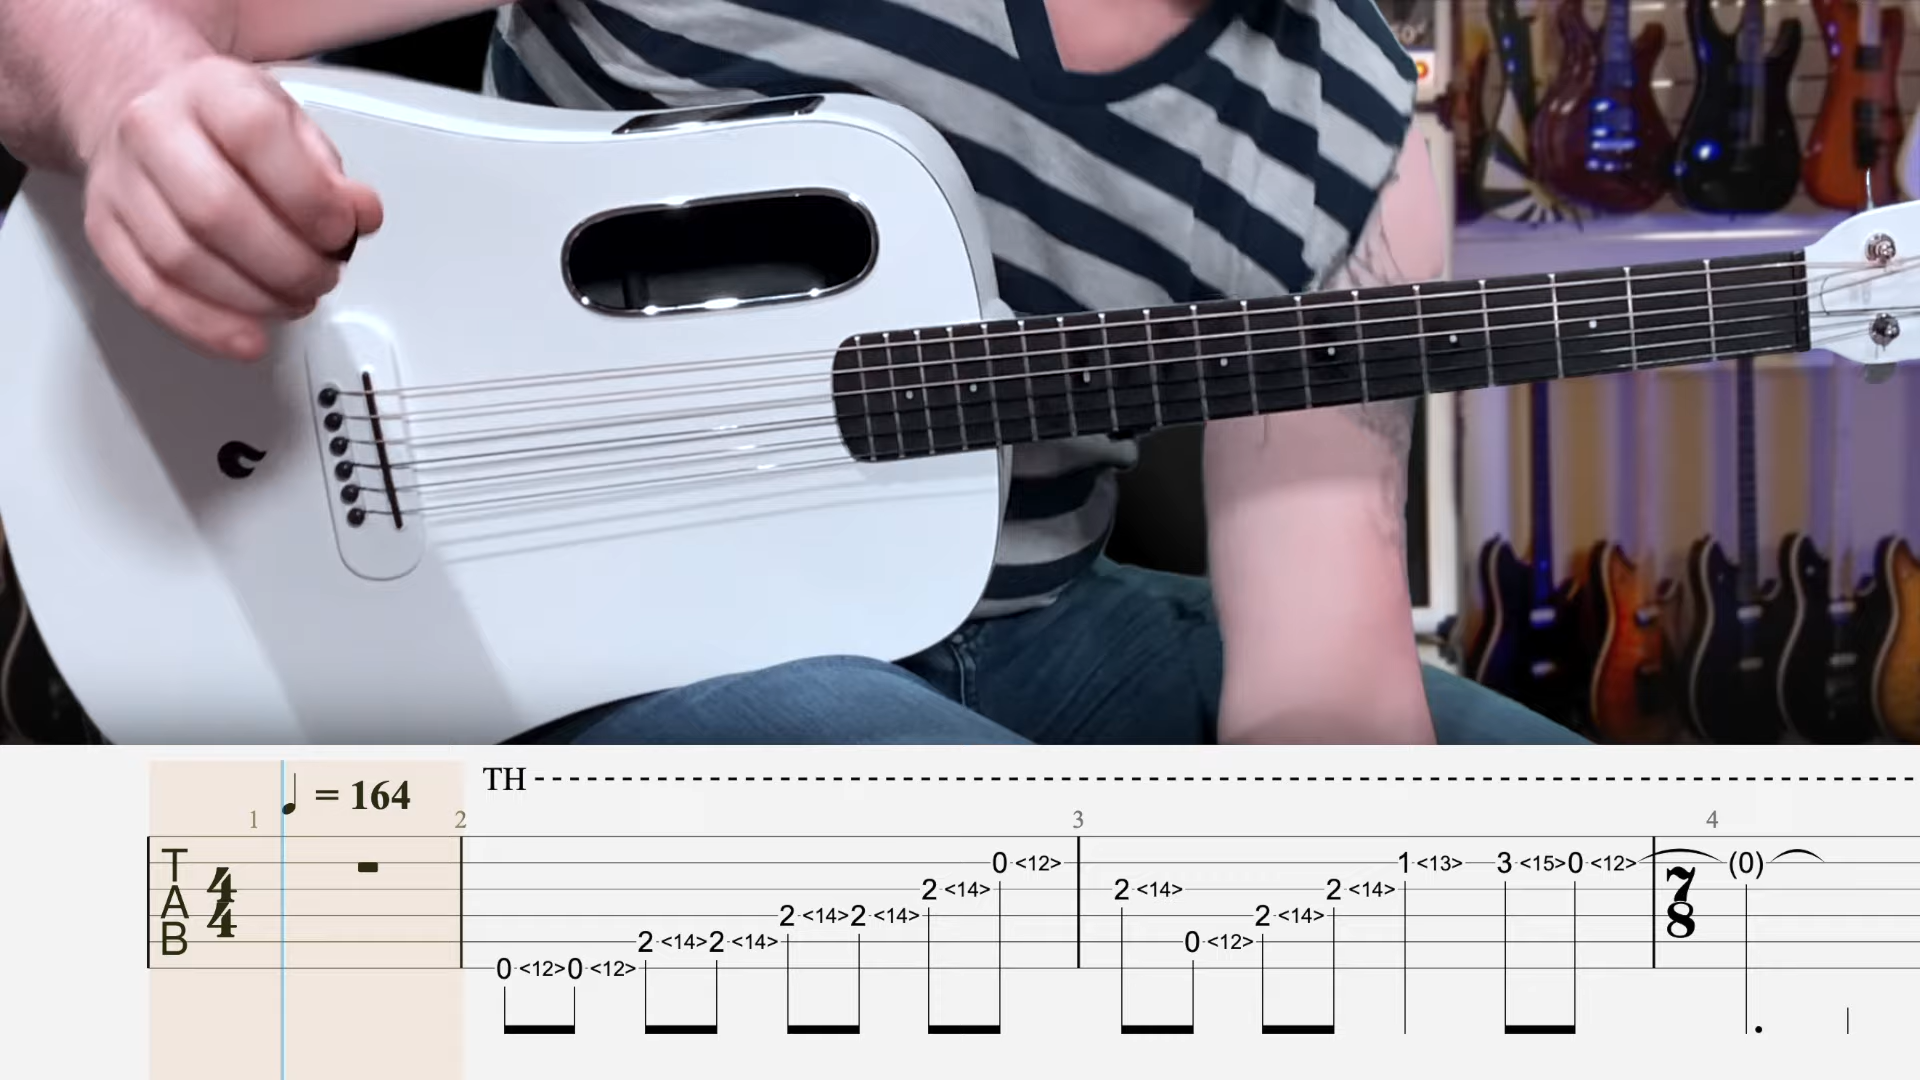 TH
♩ = 164
1 2 3 4
T
A
B
4
4
0 <12> 0 <12> 2 <14> 2 <14> 2 <14> 2 <14> 2 <14> 0 <12>
2 <14> 0 <12> 2 <14> 2 <14> 1 <13> 3 <15> 0 <12>
7
8
(0)